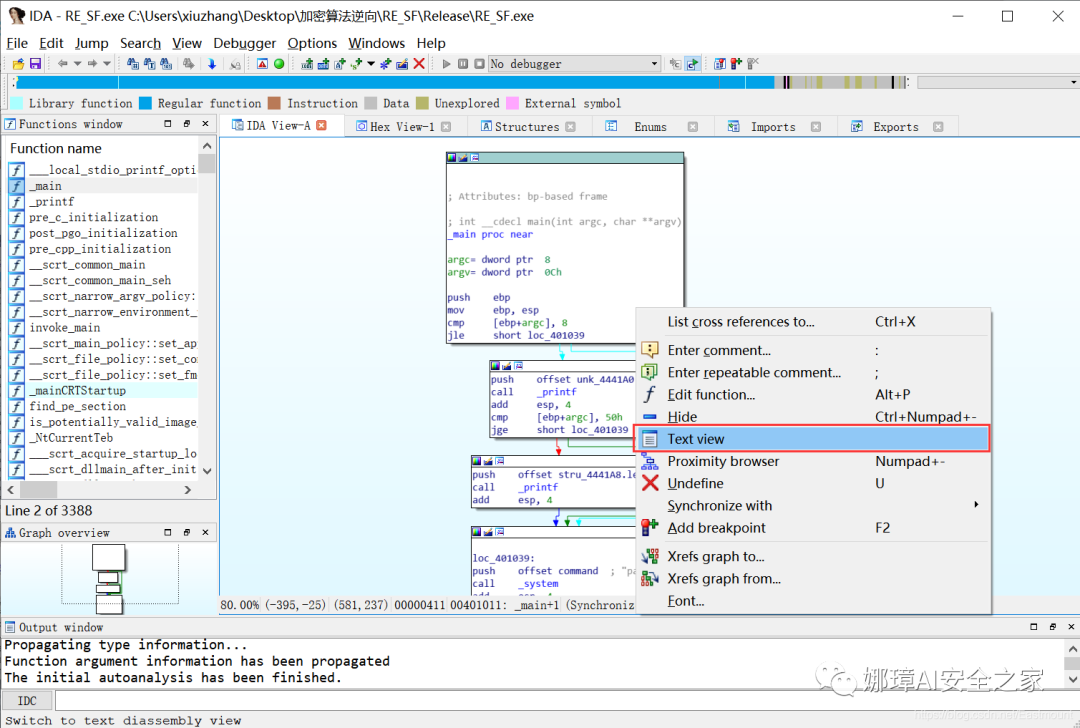 IDA - RE_SF.exe C:\Users\xiuzhang\Desktop\加密算法逆向\RE_SF\Release\RE_SF.exe
File Edit Jump Search View Debugger Options Windows Help
No debugger
Library function Regular function Instruction Data Unexplored External symbol
Functions window
IDA View-A Hex View-1 Structures Enums Imports Exports
Function name
___local_stdio_printf_opti
_main
_printf
pre_c_initialization
post_pgo_initialization
pre_cpp_initialization
__scrt_common_main
__scrt_common_main_seh
__scrt_narrow_argv_policy:
__scrt_narrow_environment_
invoke_main
__scrt_main_policy::set_ap
__scrt_file_policy::set_co
__scrt_file_policy::set_fm
_mainCRTStartup
find_pe_section
is_potentially_valid_image
_NtCurrentTeb
___scrt_acquire_startup_lo
___scrt_dllmain_after_init
Line 2 of 3388
Graph overview
; Attributes: bp-based frame
; int __cdecl main(int argc, char **argv)
_main proc near
argc= dword ptr 8
argv= dword ptr 0Ch
push ebp
mov ebp, esp
cmp [ebp+argc], 8
jle short loc_401039
push offset unk_4441A0
call _printf
add esp, 4
cmp [ebp+argc], 50h
jge short loc_401039
push offset stru_4441A8.le
call _printf
add esp, 4
loc_401039:
push offset command ; "pa
call _system
add esp, 4
80.00% (-395,-25) (581,237) 00000411 00401011: _main+1 (Synchroniz
List cross references to... Ctrl+X
Enter comment... :
Enter repeatable comment... ;
Edit function... Alt+P
Hide Ctrl+Numpad+-
Text view
Proximity browser Numpad+-
Undefine U
Synchronize with
Add breakpoint F2
Xrefs graph to...
Xrefs graph from...
Font...
Output window
Propagating type information...
Function argument information has been propagated
The initial autoanalysis has been finished.
IDC
Switch to text disassembly view
娜璋AI安全之家